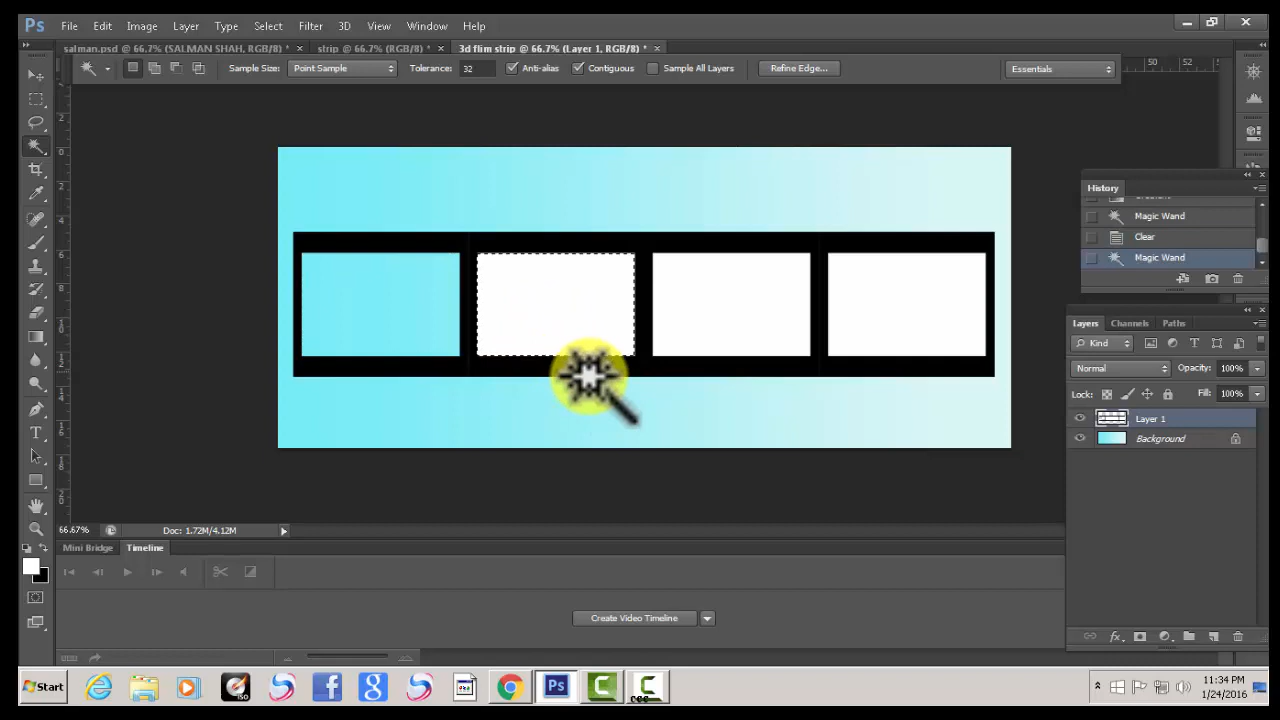 Ps File Edit Image Layer Type Select Filter 3D View Window Help
salman.psd @ 66.7% (SALMAN SHAH, RGB/8) * × strip @ 66.7% (RGB/8) * × 3d flim strip @ 66.7% (Layer 1, RGB/8) * ×
Sample Size: Point Sample Tolerance: 32 Anti-alias Contiguous Sample All Layers Refine Edge... Essentials
50 52
History
Magic Wand
Clear
Magic Wand
Layers Channels Paths
Kind
Normal Opacity: 100%
Lock: Fill: 100%
Layer 1
Background
66.67% Doc: 1.72M/4.12M
Mini Bridge Timeline
Create Video Timeline
fx
Start Ps 11:34 PM
1/24/2016